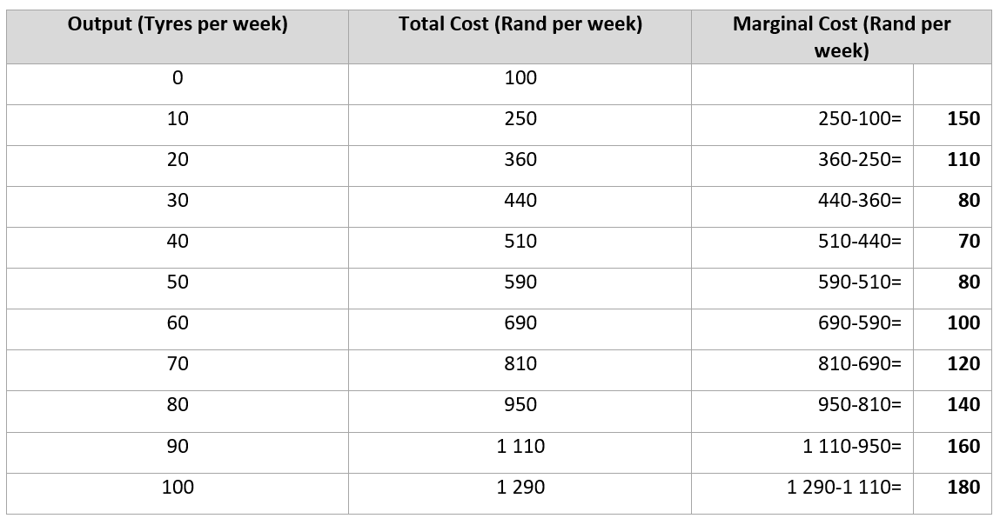 Output (Tyres per week) Total Cost (Rand per week) Marginal Cost (Rand per
week)
0 100
10 250 250-100= 150
20 360 360-250= 110
30 440 440-360= 80
40 510 510-440= 70
50 590 590-510= 80
60 690 690-590= 100
70 810 810-690= 120
80 950 950-810= 140
90 1 110 1 110-950= 160
100 1 290 1 290-1 110= 180